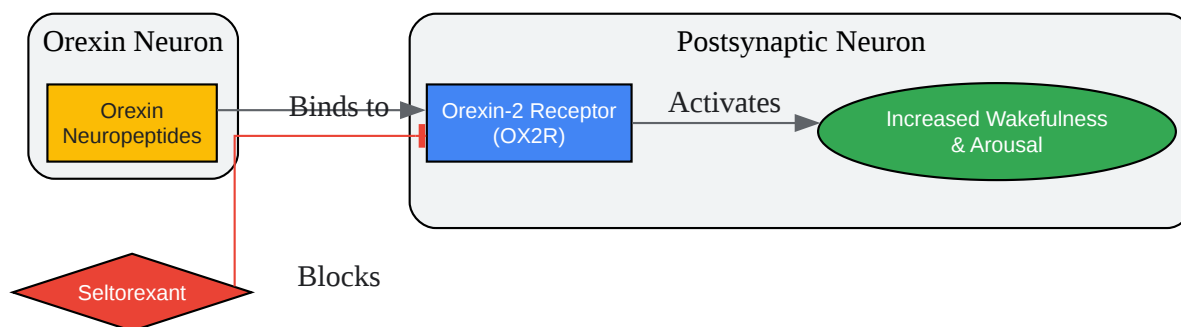 Orexin Neuron
Postsynaptic Neuron
Orexin
Neuropeptides
Binds to
Orexin-2 Receptor
(OX2R)
Activates
Increased Wakefulness
& Arousal
Seltorexant
Blocks